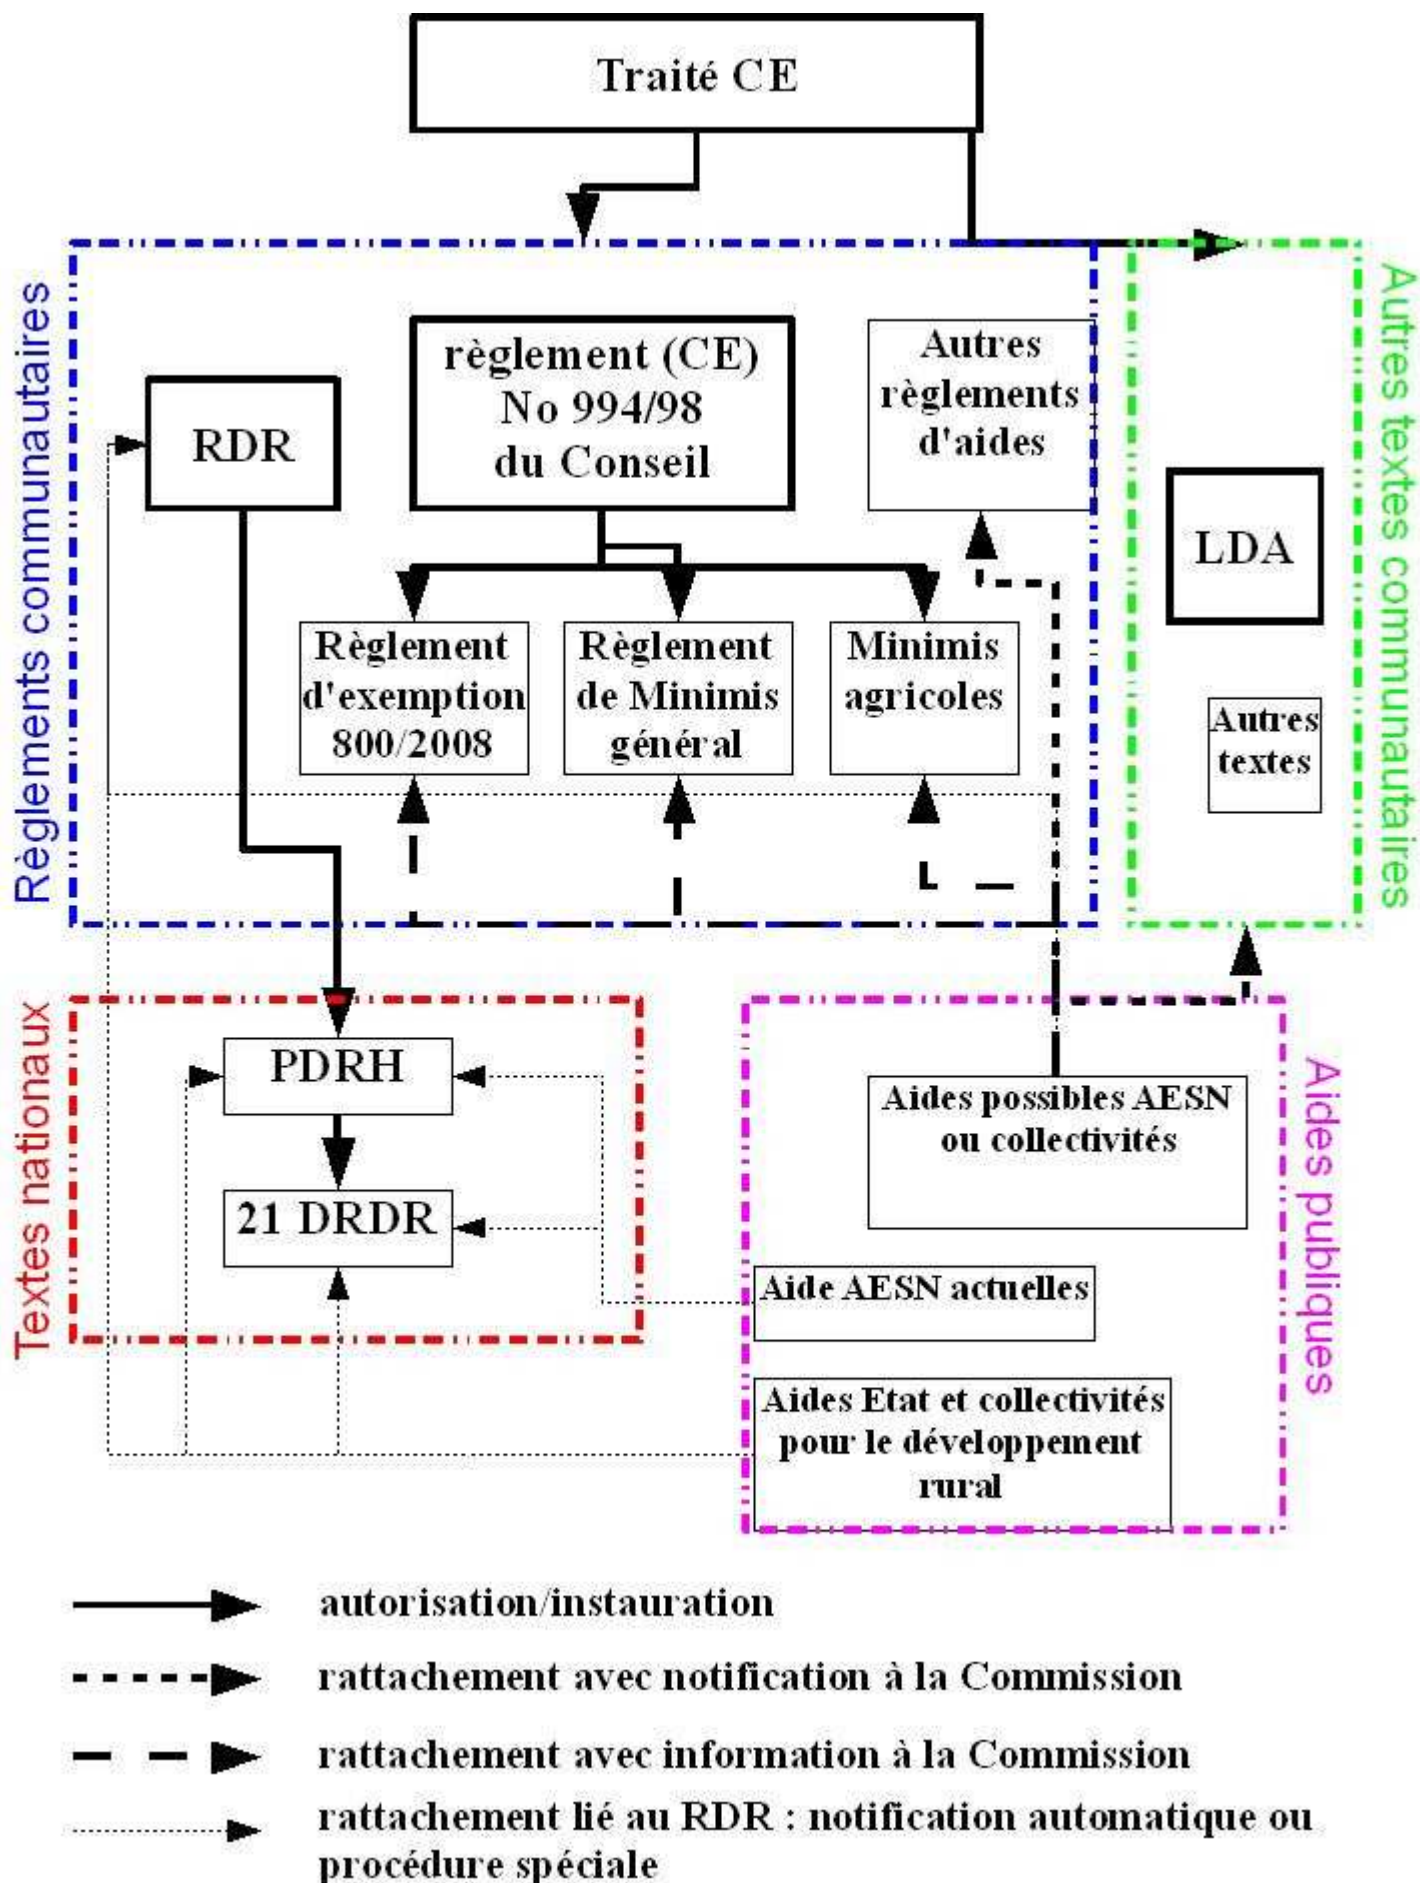 Traité CE
Règlements communautaires
règlement (CE)
No 994/98
du Conseil
Autres
règlements
d'aides
RDR
LDA
Autres textes communautaires
Règlement
d'exemption
800/2008
Règlement
de Minimis
général
Minimis
agricoles
Autres
textes
Textes nationaux
PDRH
21 DRDR
Aides possibles AESN
ou collectivités
Aides publiques
Aide AESN actuelles
Aides Etat et collectivités
pour le développement
rural
autorisation/instauration
rattachement avec notification à la Commission
rattachement avec information à la Commission
rattachement lié au RDR : notification automatique ou
procédure spéciale